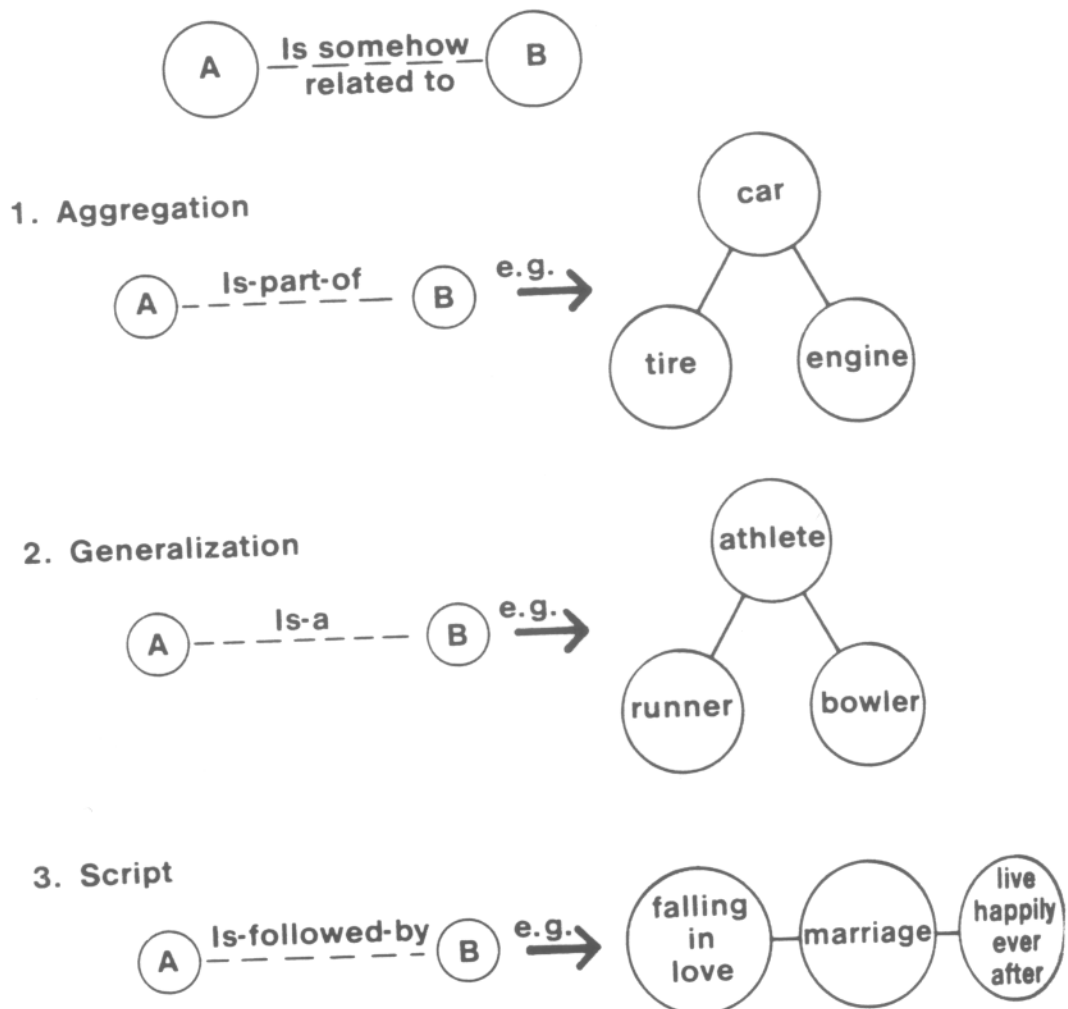 A Is somehow B
related to
1. Aggregation
A Is-part-of B e.g.
car
tire engine
2. Generalization
A Is-a B e.g.
athlete
runner bowler
3. Script
A Is-followed-by B e.g.
falling
in
love
marriage
live
happily
ever
after